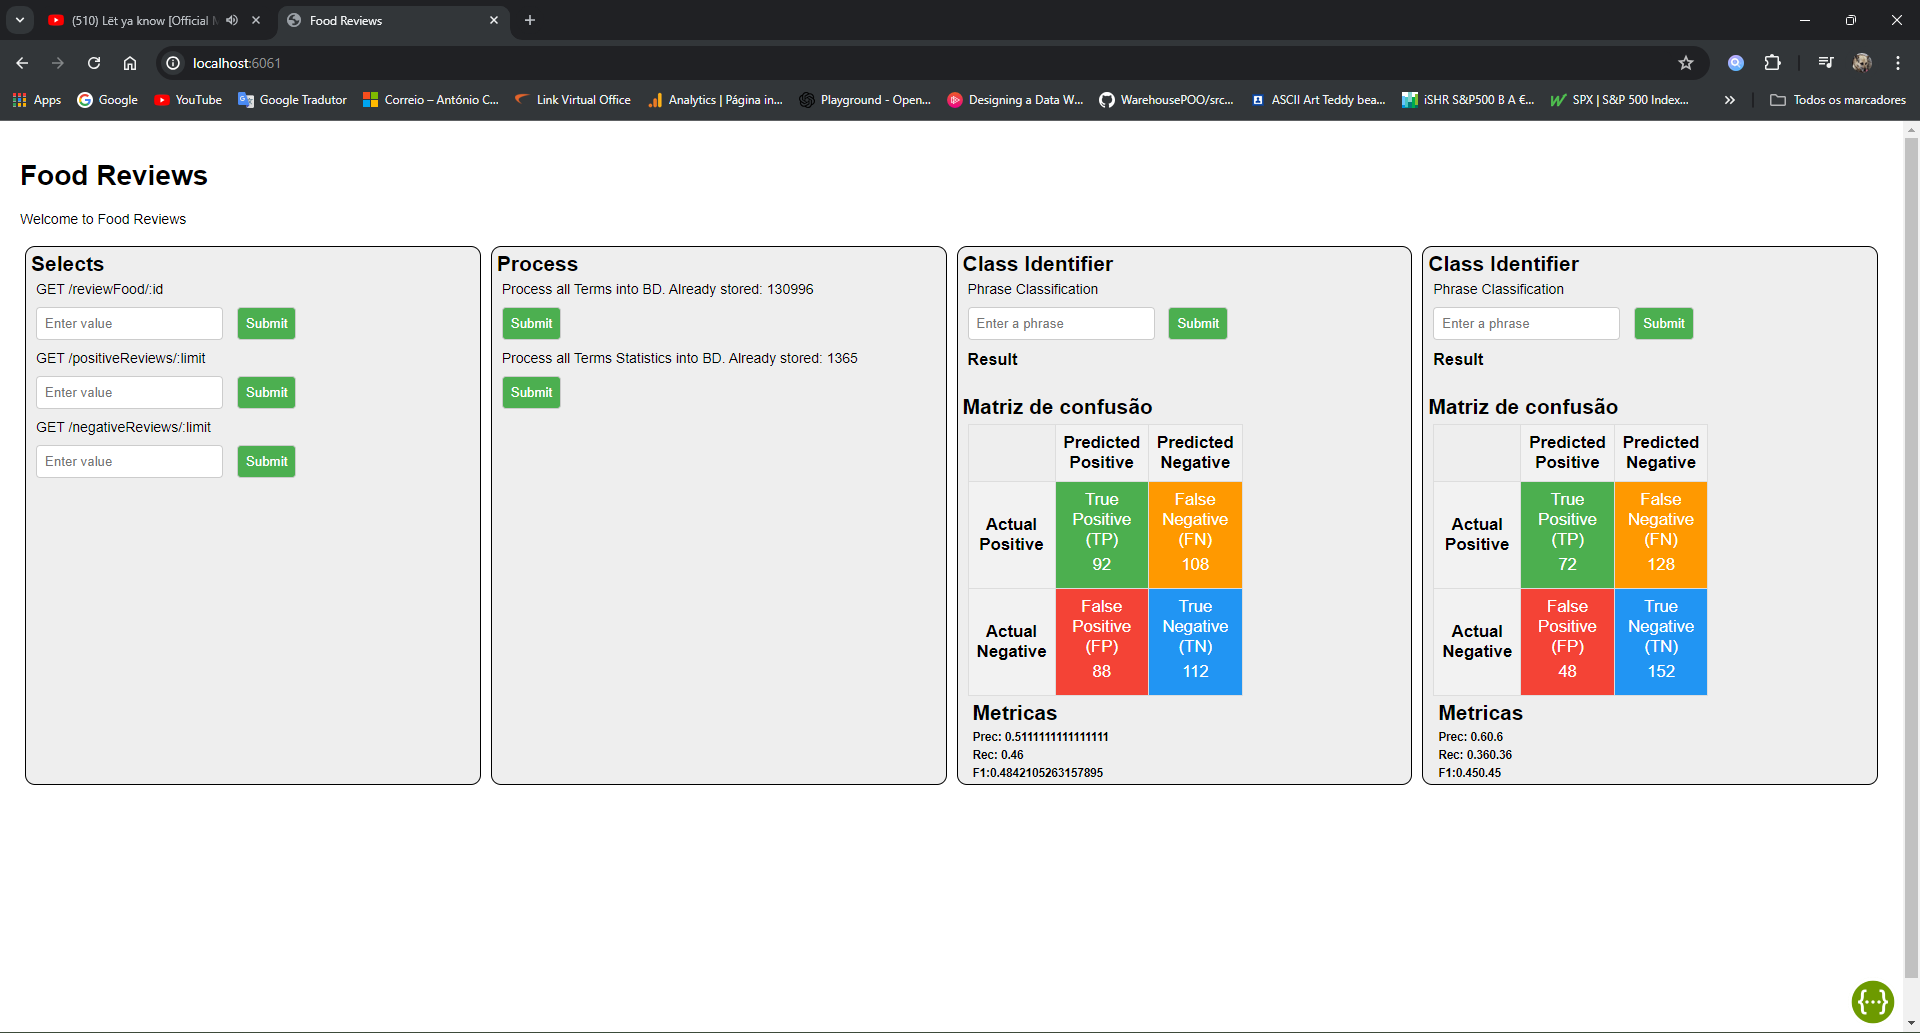 (510) Lët ya know [Official M
Food Reviews
localhost:6061
Apps
Google
YouTube
Google Tradutor
Correio – António C...
Link Virtual Office
Analytics | Página in...
Playground - Open...
Designing a Data W...
WarehousePOO/src...
ASCII Art Teddy bea...
iSHR S&P500 B A €...
SPX | S&P 500 Index...
Todos os marcadores
Food Reviews
Welcome to Food Reviews
Selects
GET /reviewFood/:id
Enter value
Submit
GET /positiveReviews/:limit
Enter value
Submit
GET /negativeReviews/:limit
Enter value
Submit
Process
Process all Terms into BD. Already stored: 130996
Submit
Process all Terms Statistics into BD. Already stored: 1365
Submit
Class Identifier
Phrase Classification
Enter a phrase
Submit
Result
Matriz de confusão
Predicted
Positive
Predicted
Negative
Actual
Positive
True
Positive
(TP)
92
False
Negative
(FN)
108
Actual
Negative
False
Positive
(FP)
88
True
Negative
(TN)
112
Metricas
Prec: 0.5111111111111111
Rec: 0.46
F1:0.4842105263157895
Class Identifier
Phrase Classification
Enter a phrase
Submit
Result
Matriz de confusão
Predicted
Positive
Predicted
Negative
Actual
Positive
True
Positive
(TP)
72
False
Negative
(FN)
128
Actual
Negative
False
Positive
(FP)
48
True
Negative
(TN)
152
Metricas
Prec: 0.60.6
Rec: 0.360.36
F1:0.450.45
{...}